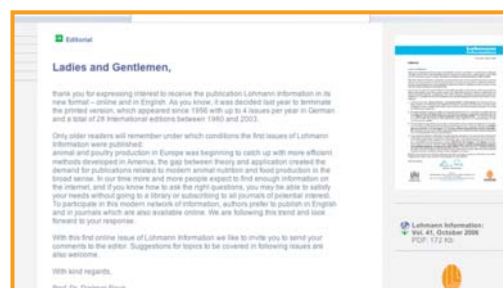 Editorial
Ladies and Gentlemen,
thank you for expressing interest to receive the publication Lohmann Information in its
new format – online and in English. As you know, it was decided last year to terminate
the printed version, which appeared since 1956 with up to 4 issues per year in German
and a total of 28 International editions between 1980 and 2003.
Only older readers will remember under which conditions the first issues of Lohmann
Information were published:
animal and poultry production in Europe was beginning to catch up with more efficient
methods developed in America, the gap between theory and application created the
demand for publications related to modern animal nutrition and food production in the
broad sense. In our time more and more people expect to find enough information on
the internet, and if you know how to ask the right questions, you may be able to satisfy
your needs without going to a library or subscribing to all journals of potential interest.
To participate in this modern network of information, authors prefer to publish in English
and in journals which are also available online. We are following this trend and look
forward to your response.
With this first online issue of Lohmann Information we like to invite you to send your
comments to the editor. Suggestions for topics to be covered in following issues are
also welcome.
With kind regards,
Lohmann
Information
Lohmann Information:
Vol. 41, October 2006
PDF: 172 Kb